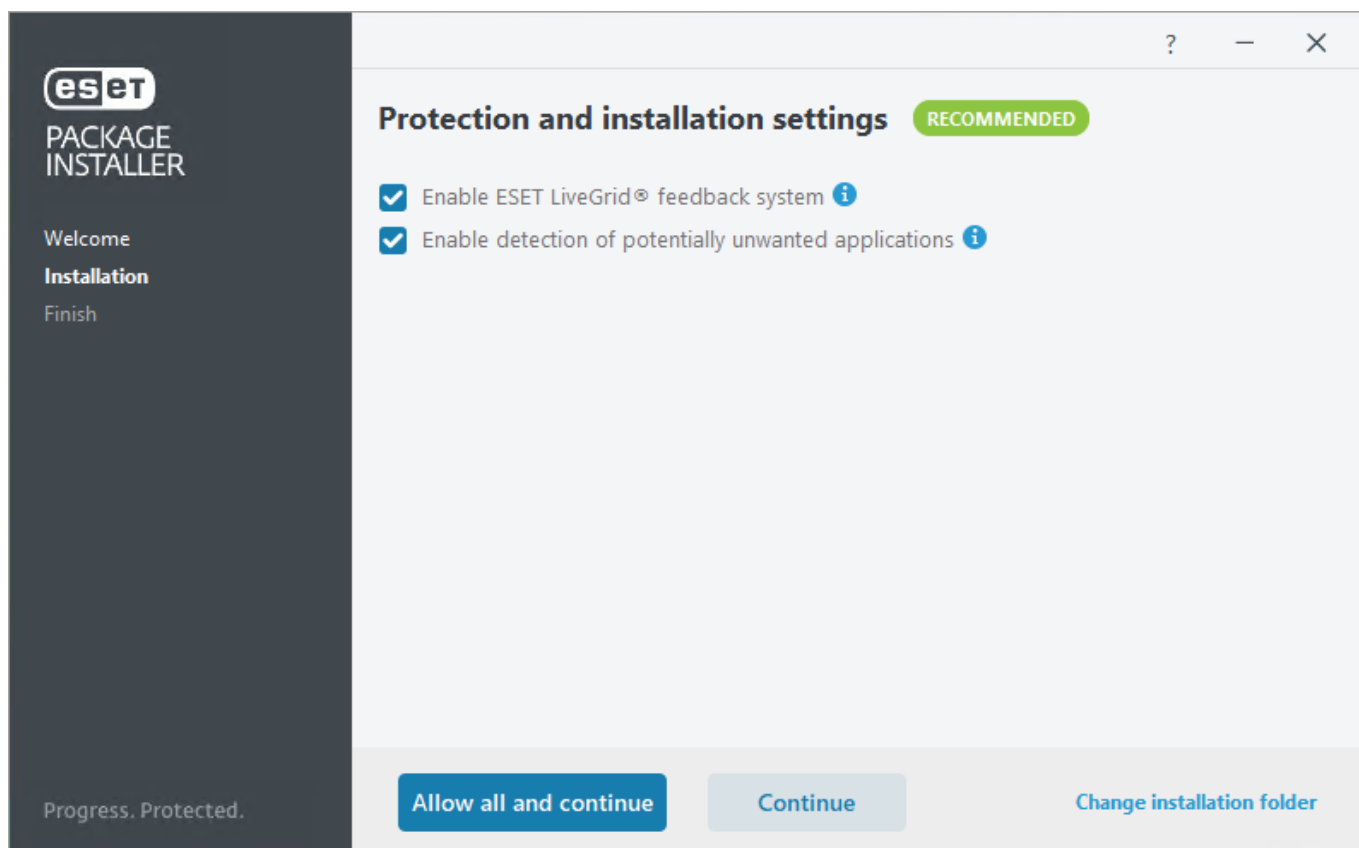 eseT
PACKAGE
INSTALLER
Welcome
Installation
Finish
Progress. Protected.
?
Protection and installation settings RECOMMENDED
Enable ESET LiveGrid® feedback system
Enable detection of potentially unwanted applications
Allow all and continue Continue Change installation folder